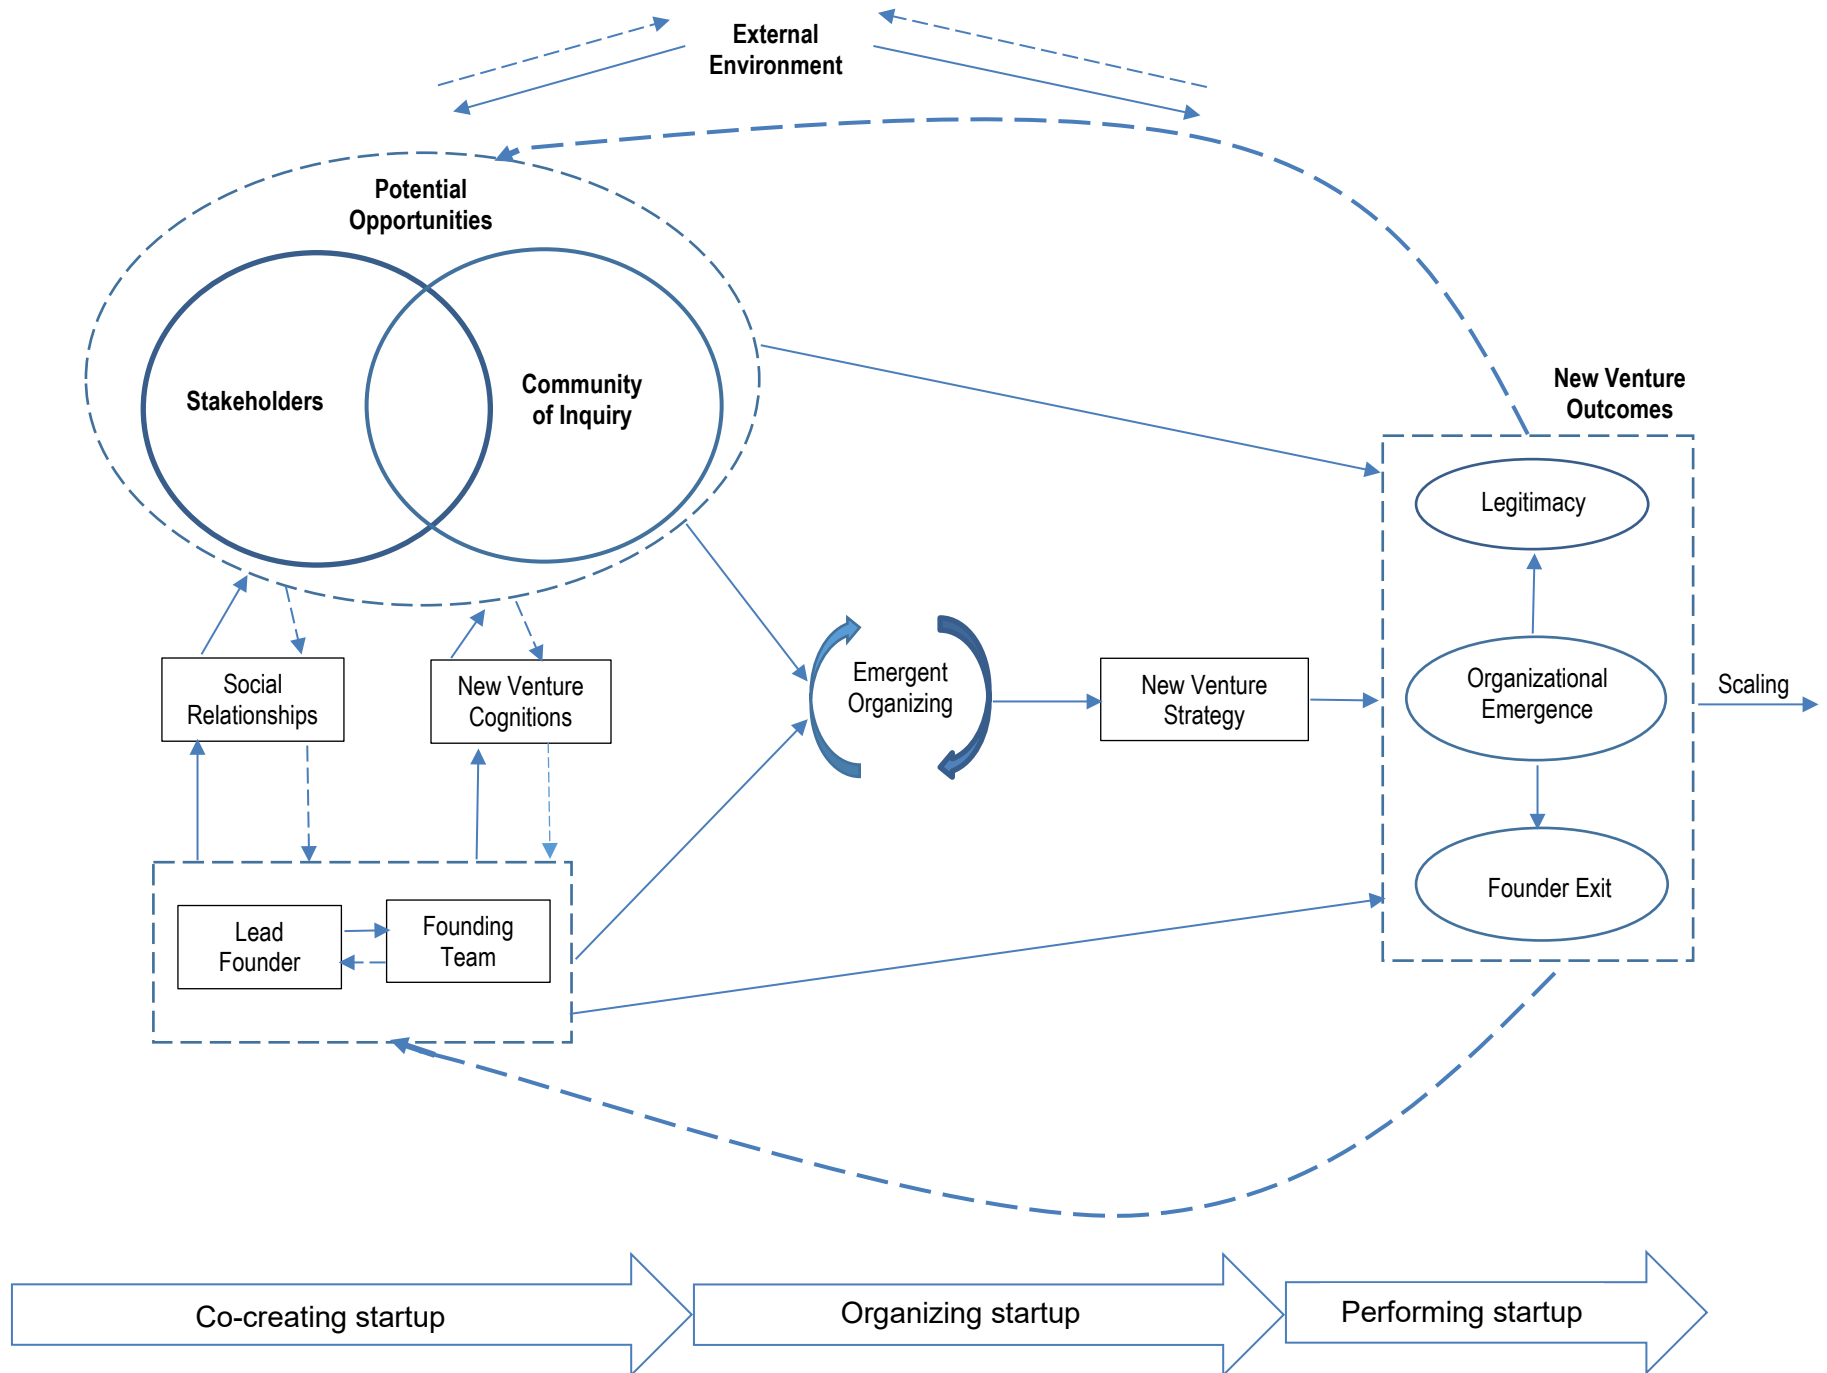 External
Environment
Potential
Opportunities
Stakeholders
Community
of Inquiry
New Venture
Outcomes
Legitimacy
Social
Relationships
New Venture
Cognitions
Emergent
Organizing
New Venture
Strategy
Organizational
Emergence
Scaling
Lead
Founder
Founding
Team
Founder Exit
Co-creating startup
Organizing startup
Performing startup